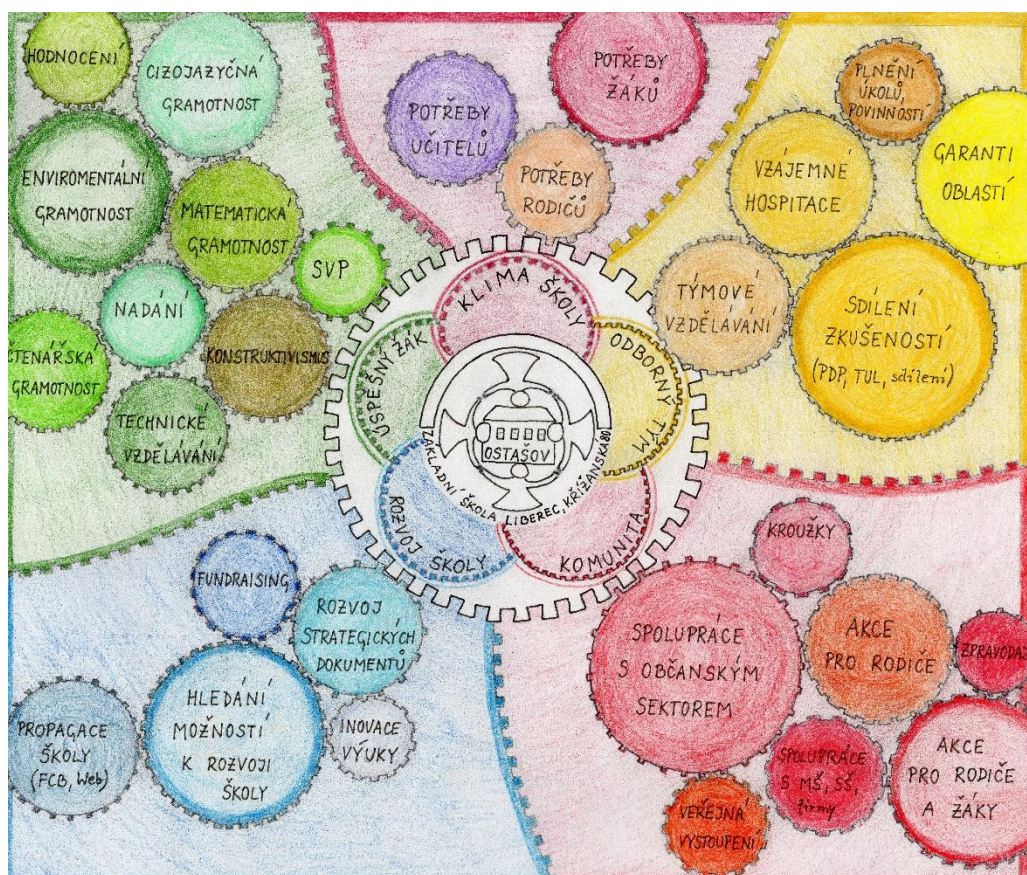 HODNOCENÍ
CIZOJAZYČNÁ
GRAMOTNOST
ENVIROMENTÁLNÍ
GRAMOTNOST
MATEMATICKÁ
GRAMOTNOST
SVP
NADÁNÍ
ČTENÁŘSKÁ
GRAMOTNOST
KONSTRUKTIVISMUS
TECHNICKÉ
VZDĚLÁVÁNÍ
POTŘEBY
UČITELŮ
POTŘEBY
ŽÁKŮ
POTŘEBY
RODIČŮ
PLNĚNÍ
ÚKOLŮ,
POVINNOSTÍ
VZÁJEMNÉ
HOSPITACE
GARANTI
OBLASTÍ
TÝMOVÉ
VZDĚLÁVÁNÍ
SDÍLENÍ
ZKUŠENOSTÍ
(PDP, TUL, sdílení)
KLIMA ŠKOLY
ÚSPĚŠNÝ ŽÁK
ODBORNÝ TÝM
ROZVOJ ŠKOLY
KOMUNITA
OSTAŠOV
ZÁKLADNÍ ŠKOLA LIBEREC, KŘÍŽANSKÁ 80
FUNDRAISING
ROZVOJ
STRATEGICKÝCH
DOKUMENTŮ
HLEDÁNÍ
MOŽNOSTÍ
K ROZVOJI
ŠKOLY
PROPAGACE
ŠKOLY
(FCB, Web)
INOVACE
VÝUKY
KROUŽKY
SPOLUPRÁCE
S OBČANSKÝM
SEKTOREM
AKCE
PRO RODIČE
ZPRAVODAJ
SPOLUPRÁCE
S MŠ, SŠ,
firmy
VEŘEJNÁ
VYSTOUPENÍ
AKCE
PRO RODIČE
A ŽÁKY